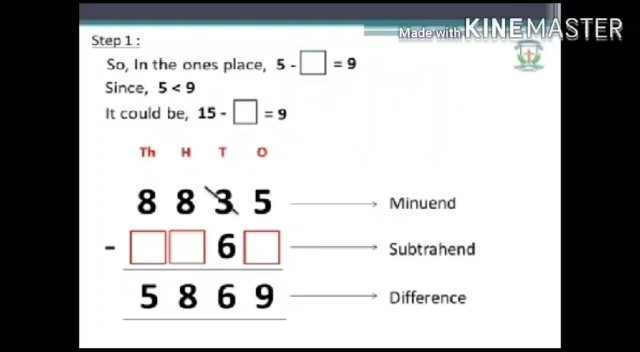 Made with KINEMASTER
Step 1 :
So, In the ones place, 5 - = 9
Since, 5 < 9
It could be, 15 - = 9
Th H T O
8 8 3 5 Minuend
- 6 Subtrahend
5 8 6 9 Difference